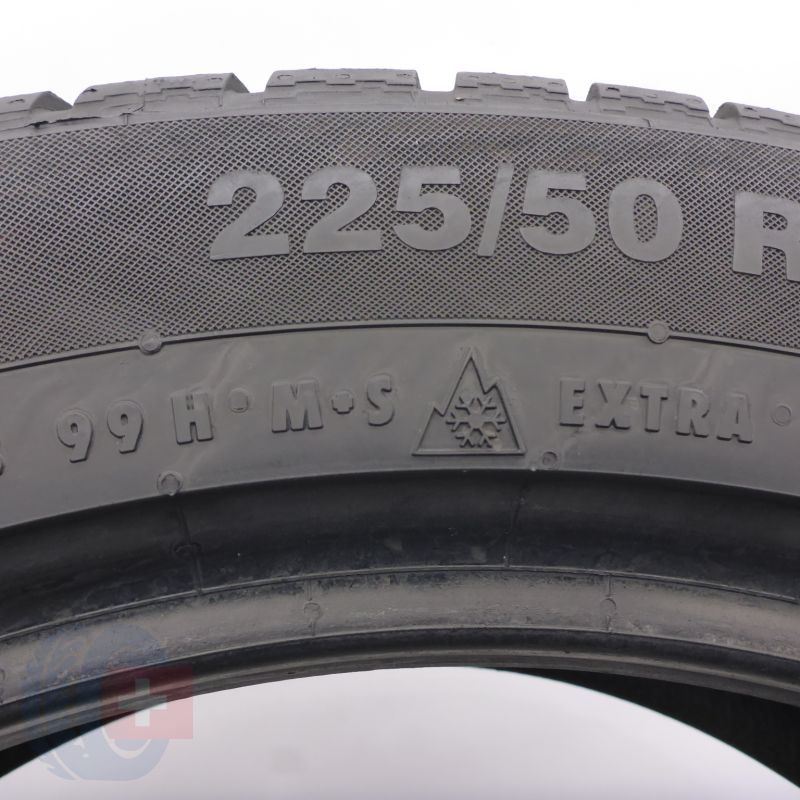 225/50 R
99 H • M+S EXTRA •